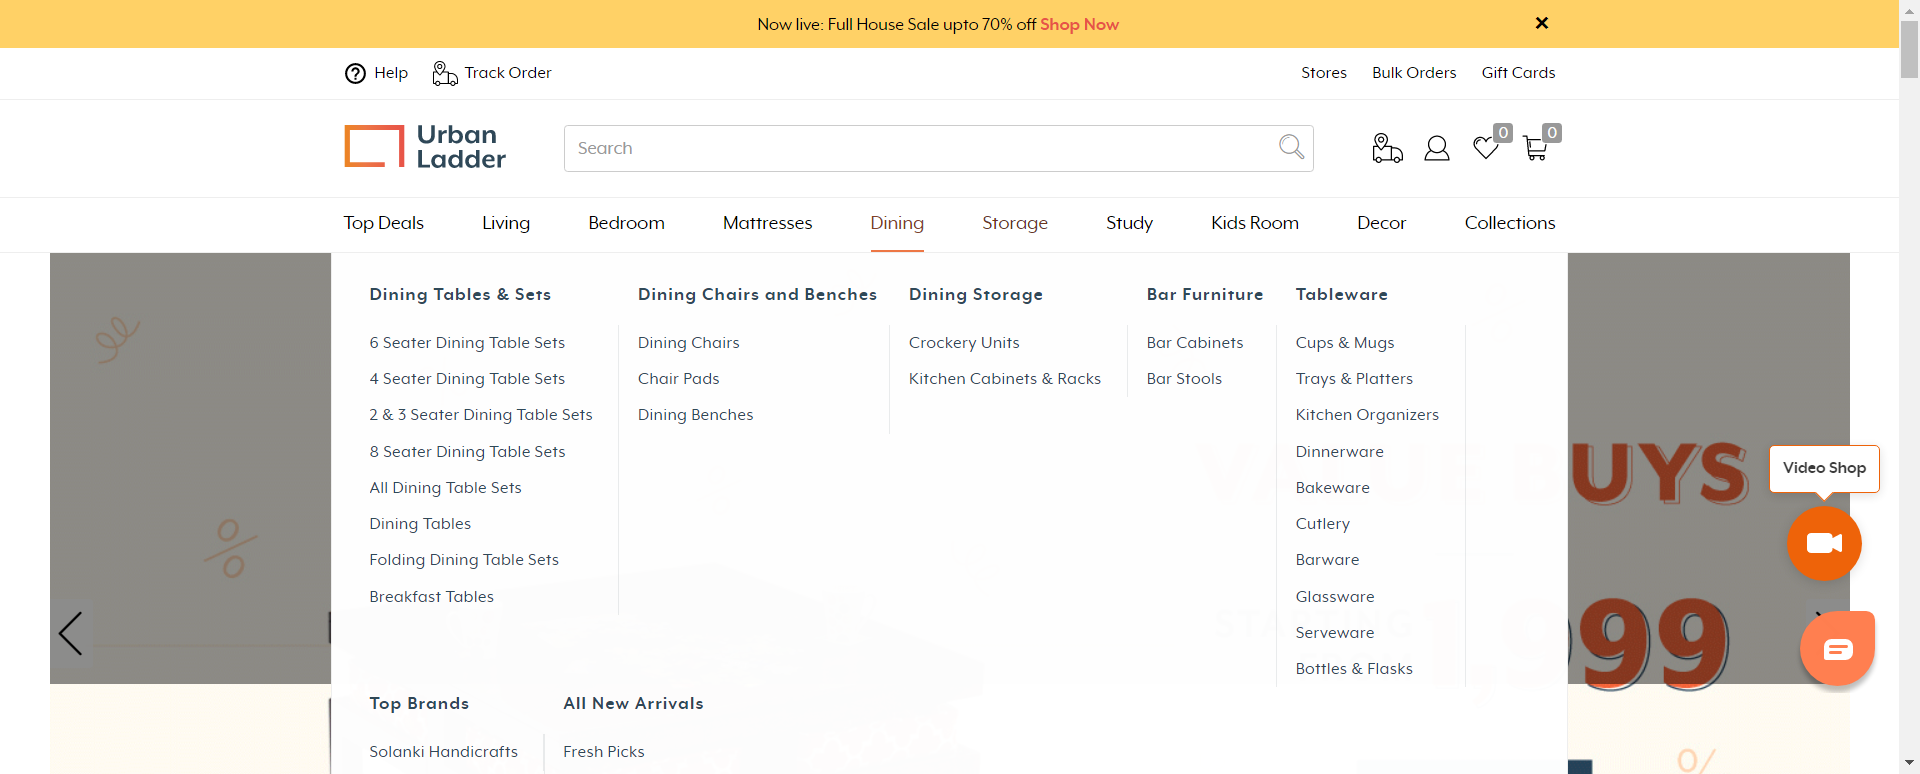 Now live: Full House Sale upto 70% off Shop Now
Help
Track Order
Stores
Bulk Orders
Gift Cards
Urban
Ladder
Search
0
0
Top Deals
Living
Bedroom
Mattresses
Dining
Storage
Study
Kids Room
Decor
Collections
Dining Tables & Sets
6 Seater Dining Table Sets
4 Seater Dining Table Sets
2 & 3 Seater Dining Table Sets
8 Seater Dining Table Sets
All Dining Table Sets
Dining Tables
Folding Dining Table Sets
Breakfast Tables
Dining Chairs and Benches
Dining Chairs
Chair Pads
Dining Benches
Dining Storage
Crockery Units
Kitchen Cabinets & Racks
Bar Furniture
Bar Cabinets
Bar Stools
Tableware
Cups & Mugs
Trays & Platters
Kitchen Organizers
Dinnerware
Bakeware
Cutlery
Barware
Glassware
Serveware
Bottles & Flasks
Top Brands
Solanki Handicrafts
All New Arrivals
Fresh Picks
%
UYS
99
%
Video Shop